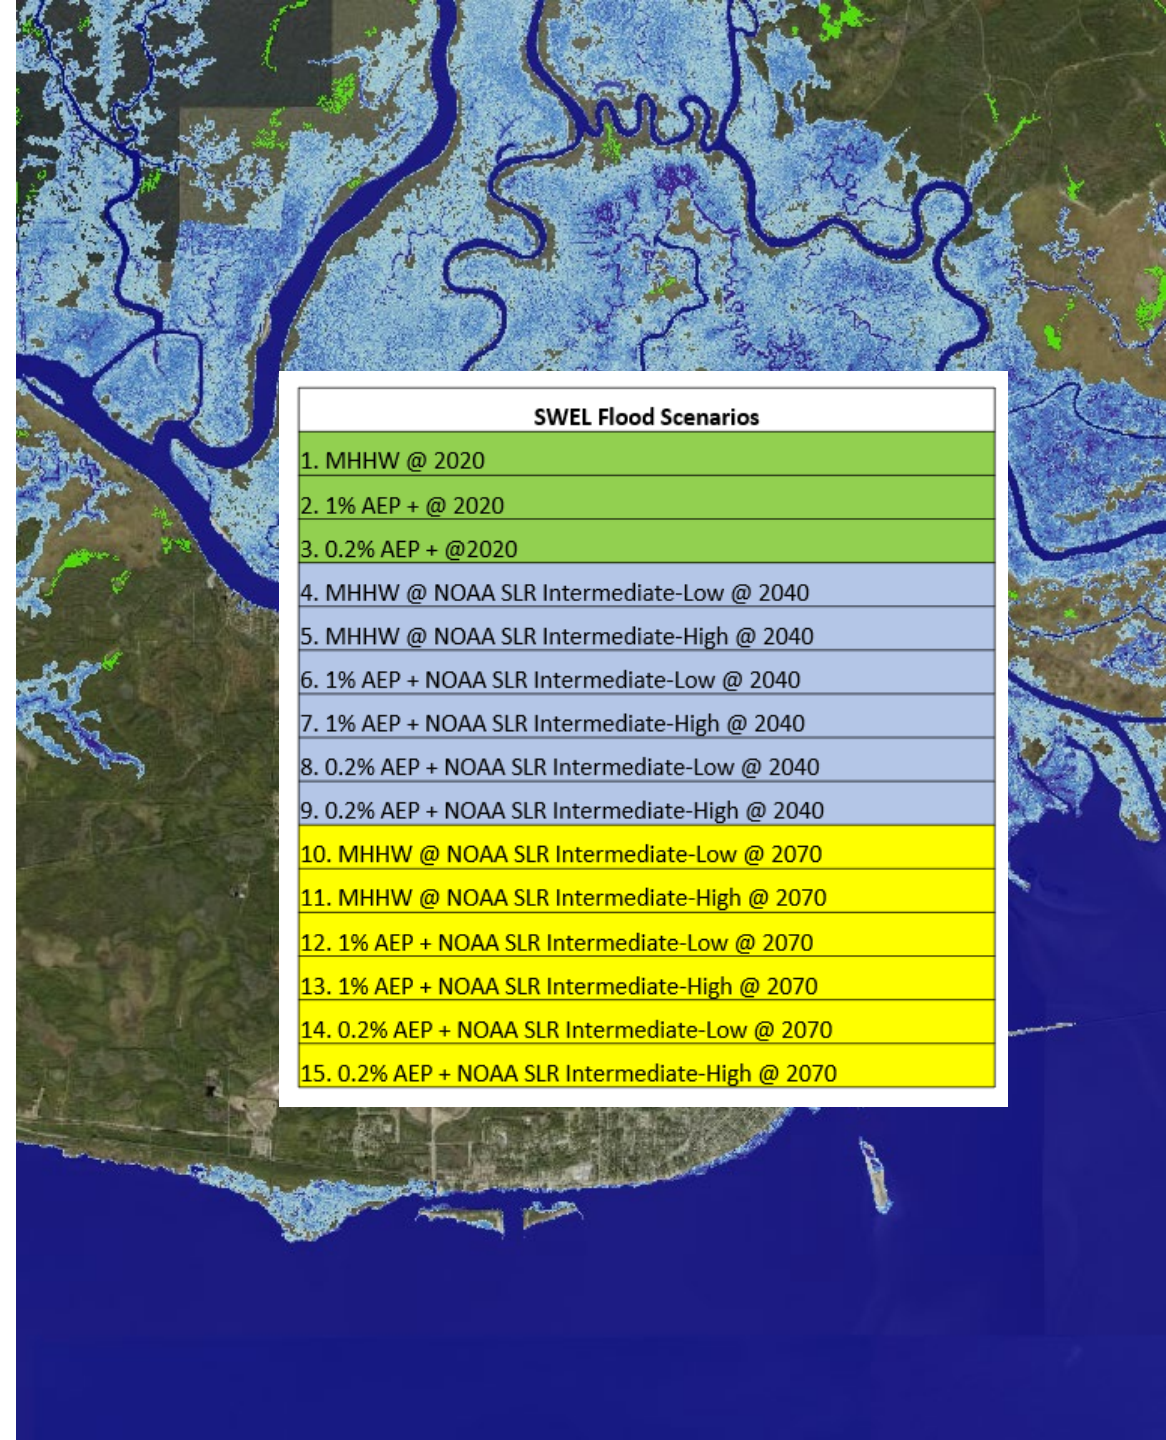 SWEL Flood Scenarios
1. MHHW @ 2020
2. 1% AEP + @ 2020
3. 0.2% AEP + @2020
4. MHHW @ NOAA SLR Intermediate-Low @ 2040
5. MHHW @ NOAA SLR Intermediate-High @ 2040
6. 1% AEP + NOAA SLR Intermediate-Low @ 2040
7. 1% AEP + NOAA SLR Intermediate-High @ 2040
8. 0.2% AEP + NOAA SLR Intermediate-Low @ 2040
9. 0.2% AEP + NOAA SLR Intermediate-High @ 2040
10. MHHW @ NOAA SLR Intermediate-Low @ 2070
11. MHHW @ NOAA SLR Intermediate-High @ 2070
12. 1% AEP + NOAA SLR Intermediate-Low @ 2070
13. 1% AEP + NOAA SLR Intermediate-High @ 2070
14. 0.2% AEP + NOAA SLR Intermediate-Low @ 2070
15. 0.2% AEP + NOAA SLR Intermediate-High @ 2070